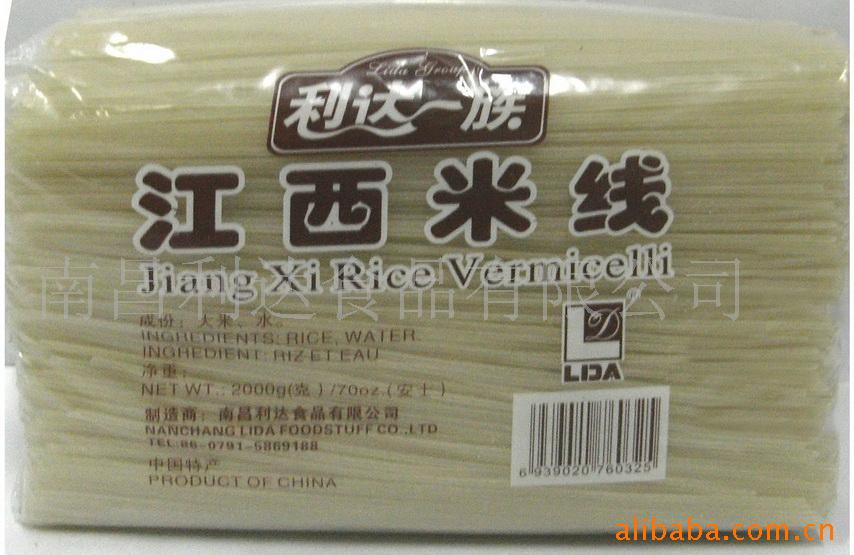 Lida Group
利达一族
江西米线
Jiang Xi Rice Vermicelli
南昌利达食品有限公司
成份：大米、水。
INGREDIENTS: RICE, WATER.
INGREDIENT: RIZ ET EAU
净重：
NET WT.: 2000g(克)/70oz.(安士)
制造商：南昌利达食品有限公司
NANCHANG LIDA FOODSTUFF CO.,LTD
TEL:86-0791-5869188
中国特产
PRODUCT OF CHINA
LD
LIDA
6 939020 760325
alibaba.com.cn